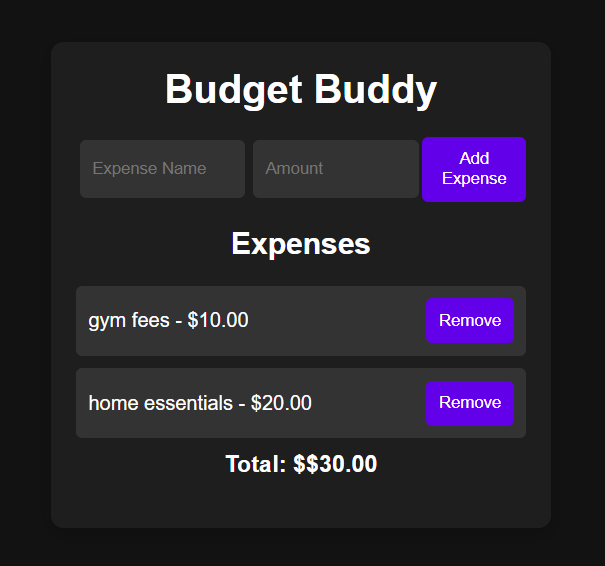 Budget Buddy
Expense Name
Amount
Add
Expense
Expenses
gym fees - $10.00
Remove
home essentials - $20.00
Remove
Total: $$30.00